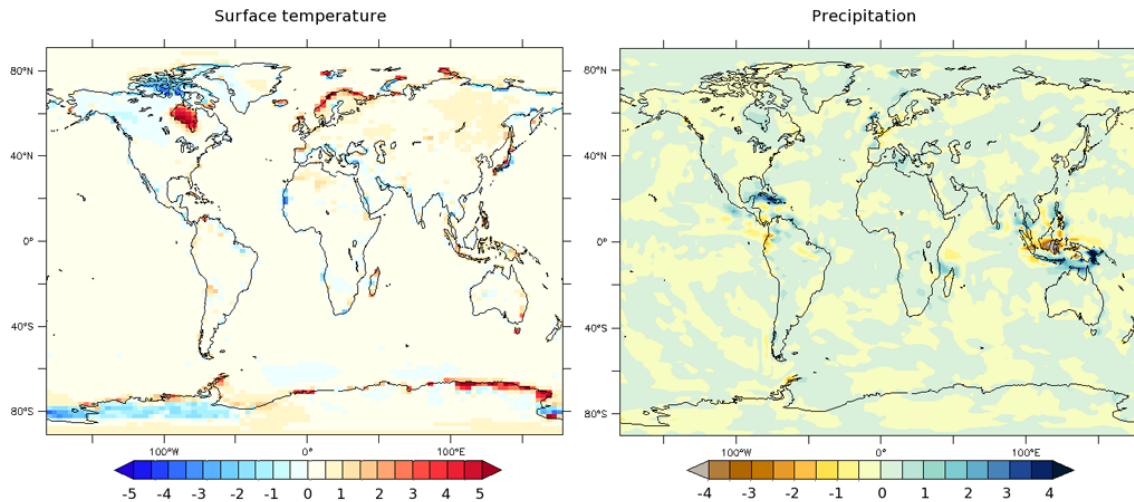 Surface temperature
Precipitation
80°N
40°N
0°
40°S
80°S
100°W
0°
100°E
80°N
40°N
0°
40°S
80°S
100°W
0°
100°E
-5 -4 -3 -2 -1 0 1 2 3 4 5
-4 -3 -2 -1 0 1 2 3 4